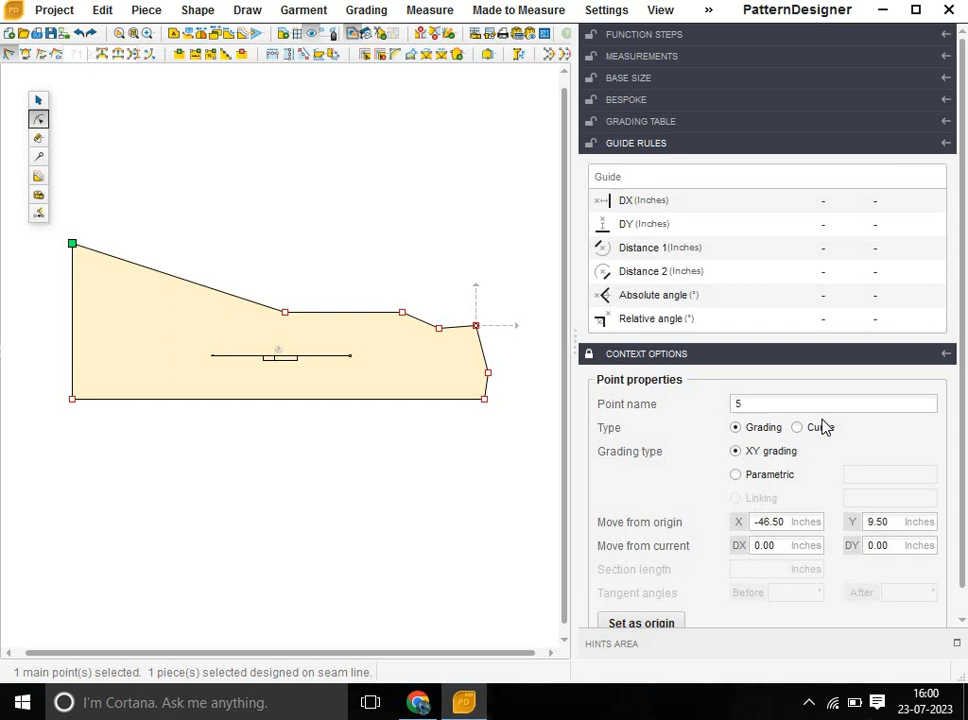 PD
Project
Edit
Piece
Shape
Draw
Garment
Grading
Measure
Made to Measure
Settings
View
»
PatternDesigner
FUNCTION STEPS
MEASUREMENTS
BASE SIZE
BESPOKE
GRADING TABLE
GUIDE RULES
Guide
DX (Inches) - -
DY (Inches) - -
Distance 1(Inches) - -
Distance 2 (Inches) - -
Absolute angle (°) - -
Relative angle (°) - -
CONTEXT OPTIONS
Point properties
Point name 5
Type Grading
Grading type XY grading
Parametric
Linking
Move from origin X -46.50 Inches Y 9.50 Inches
Move from current DX 0.00 Inches DY 0.00 Inches
Section length Inches
Tangent angles Before ° After °
Set as origin
HINTS AREA
1 main point(s) selected. 1 piece(s) selected designed on seam line.
I'm Cortana. Ask me anything.
PD
16:00
23-07-2023